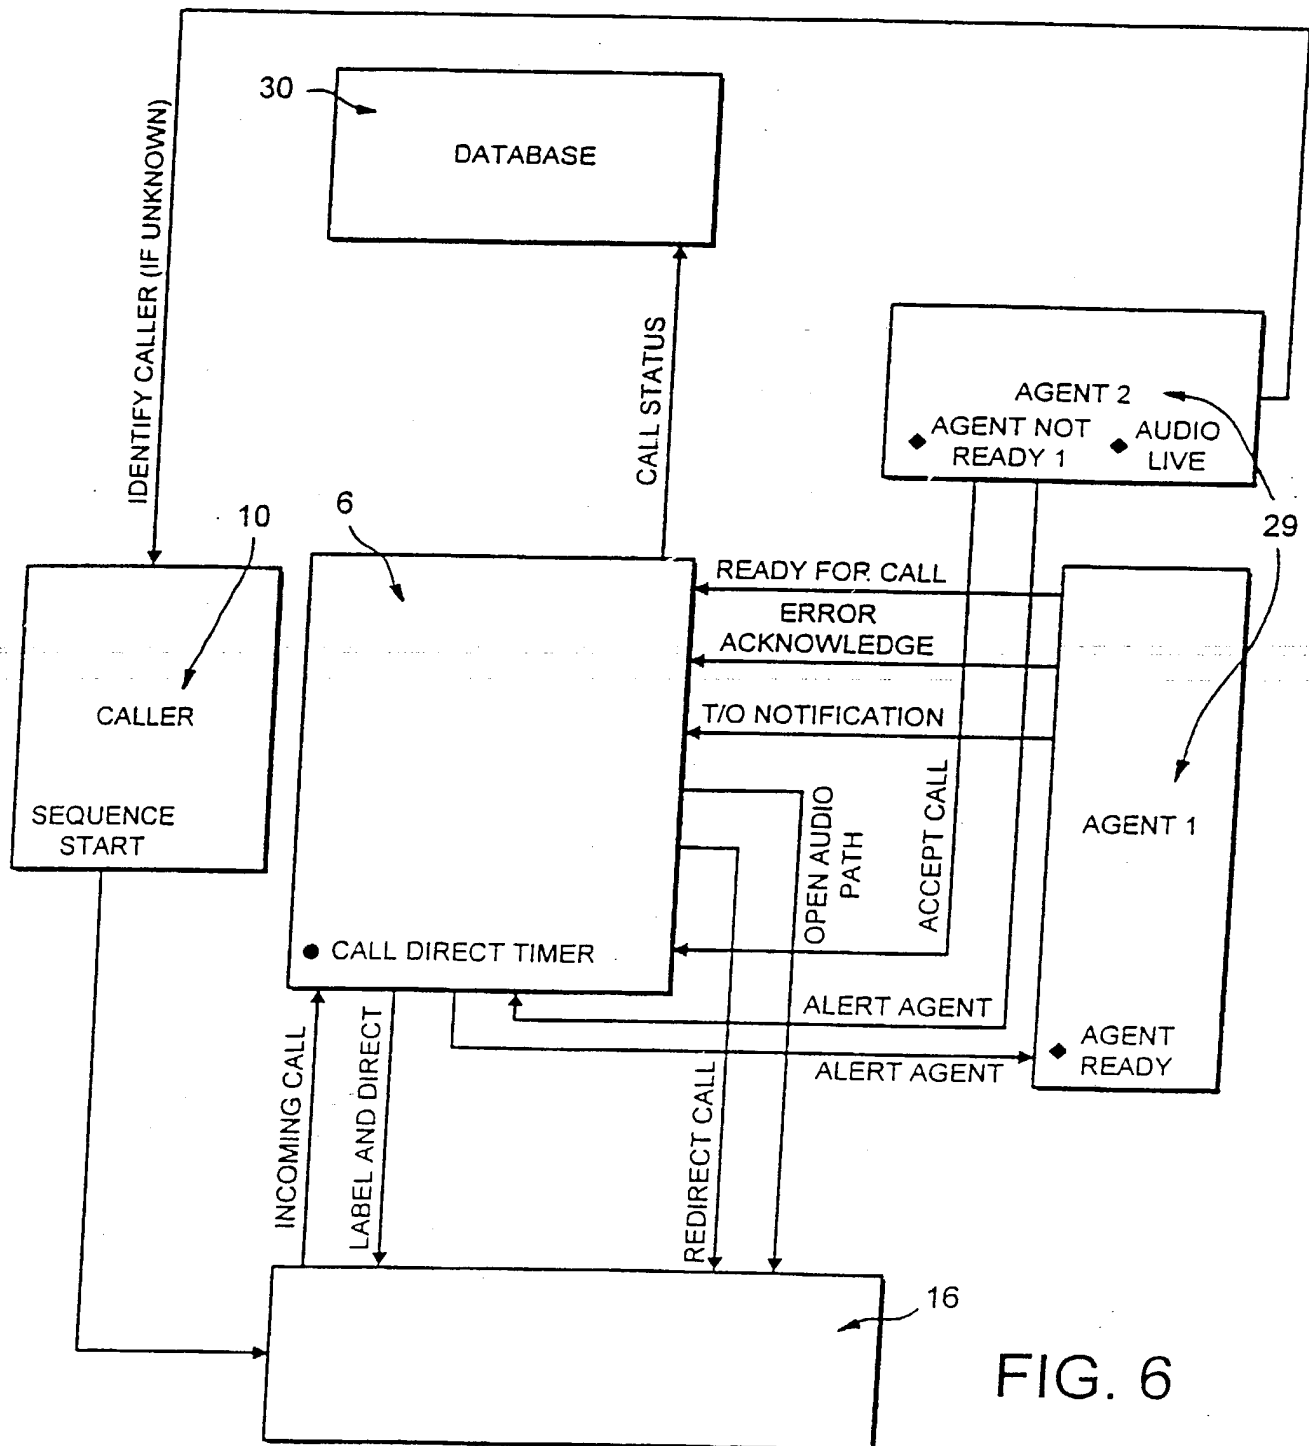 30
DATABASE
IDENTIFY CALLER (IF UNKNOWN)
CALL STATUS
AGENT 2
◆ AGENT NOT
READY 1
◆ AUDIO
LIVE
29
10
6
CALLER
SEQUENCE
START
READY FOR CALL
ERROR
ACKNOWLEDGE
T/O NOTIFICATION
OPEN AUDIO
PATH
ACCEPT CALL
AGENT 1
● CALL DIRECT TIMER
ALERT AGENT
ALERT AGENT
◆ AGENT
READY
INCOMING CALL
LABEL AND DIRECT
REDIRECT CALL
16
FIG. 6